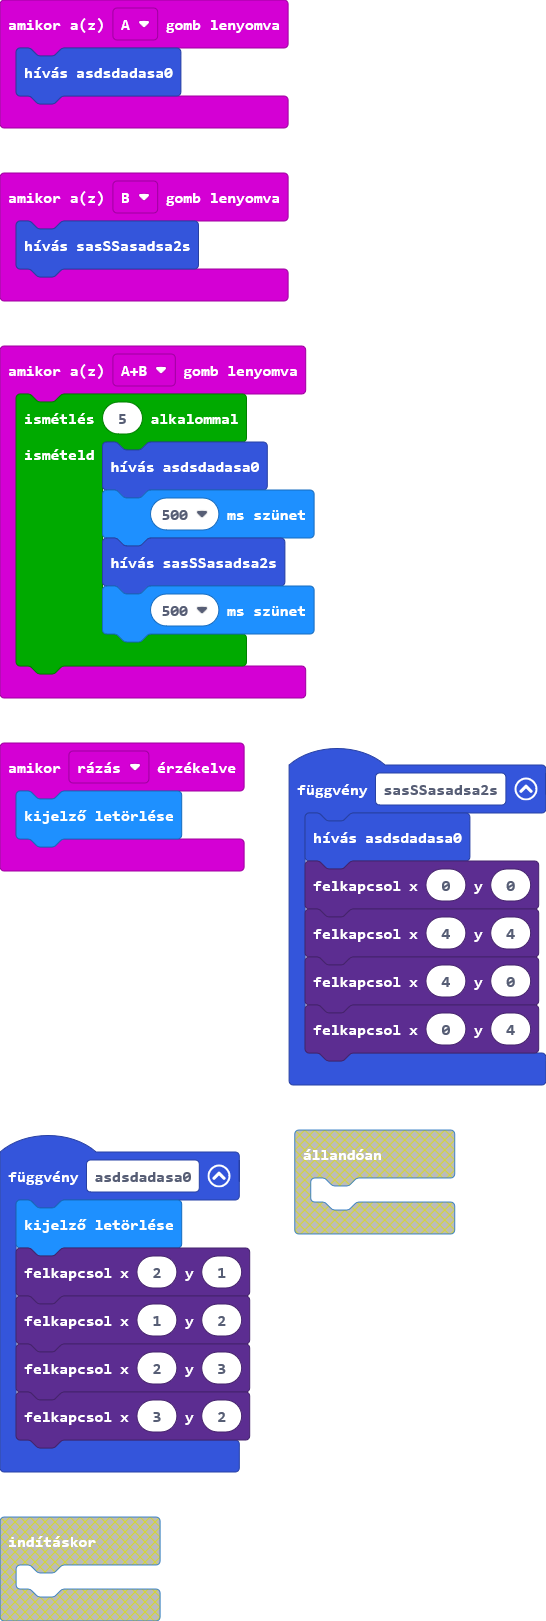 amikor a(z) A gomb lenyomva
hívás asdsdadasa0
amikor a(z) B gomb lenyomva
hívás sasSSasadsa2s
amikor a(z) A+B gomb lenyomva
ismétlés 5 alkalommal
ismételd
hívás asdsdadasa0
500 ms szünet
hívás sasSSasadsa2s
500 ms szünet
amikor rázás érzékelve
kijelző letörlése
függvény sasSSasadsa2s
hívás asdsdadasa0
felkapcsol x 0 y 0
felkapcsol x 4 y 4
felkapcsol x 4 y 0
felkapcsol x 0 y 4
függvény asdsdadasa0
kijelző letörlése
felkapcsol x 2 y 1
felkapcsol x 1 y 2
felkapcsol x 2 y 3
felkapcsol x 3 y 2
állandóan
indításkor